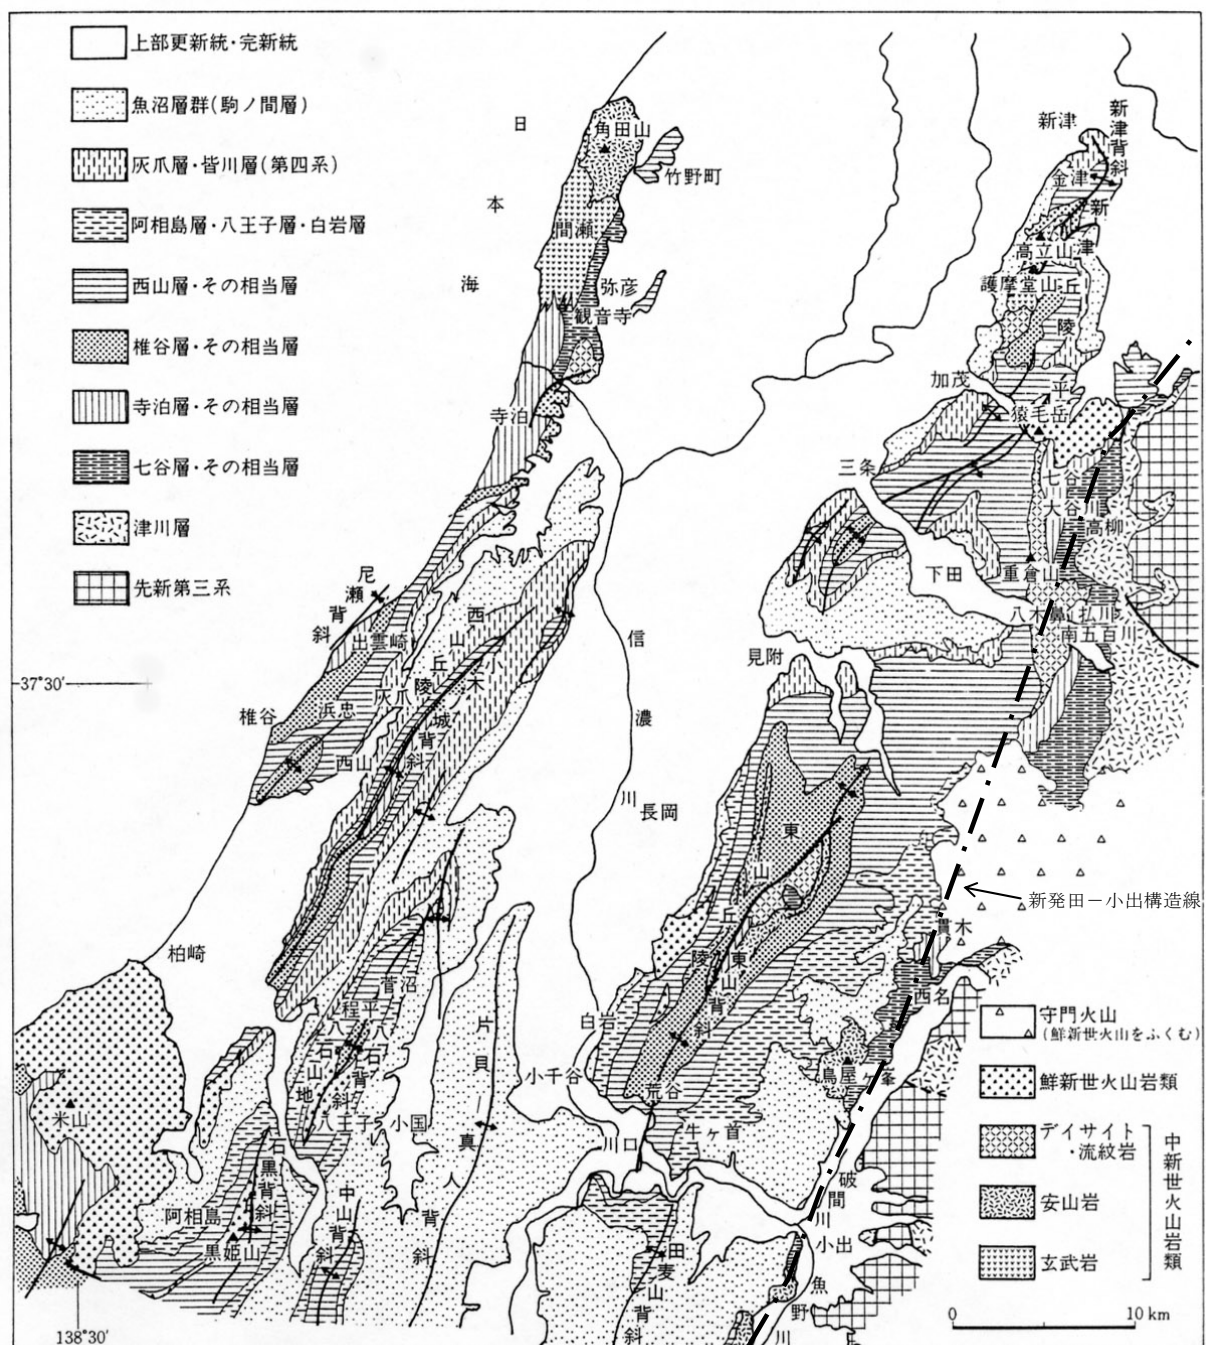 上部更新統・完新統
魚沼層群(駒ノ間層)
灰爪層・皆川層(第四系)
阿相島層・八王子層・白岩層
西山層・その相当層
椎谷層・その相当層
寺泊層・その相当層
七谷層・その相当層
津川層
先新第三系
日本海
角田山
竹野町
間瀬
弥彦
観音寺
寺泊
新津
新津背斜
金津
新津丘陵
高立山
護摩堂山
加茂
平
猿毛岳
三条
七谷
大谷川
高柳
下田
重倉山
八木鼻
払川
南五百川
見附
尼瀬背斜
出雲崎
西山丘陵
小木城背斜
灰爪
浜忠
椎谷
西山
37°30′
信濃川
長岡
東山丘陵
東山背斜
新発田－小出構造線
貫木
西名
柏崎
菅沼
程平
八石山
八石背斜
地
八王子
小国
片貝－真人背斜
白岩
小千谷
荒谷
鳥屋ヶ峯
牛ヶ首
川口
米山
石黒背斜
阿相島
黒姫山
中山背斜
田麦山背斜
破間川
小出
魚野川
守門火山
(鮮新世火山をふくむ)
鮮新世火山岩類
デイサイト・流紋岩
安山岩
玄武岩
中新世火山岩類
0 10 km
138°30′